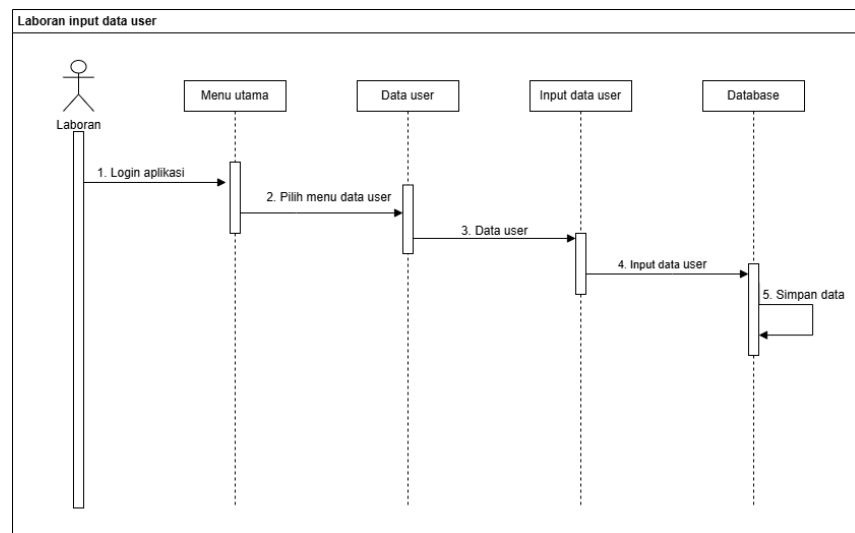 Laboran input data user
Menu utama
Data user
Input data user
Database
Laboran
1. Login aplikasi
2. Pilih menu data user
3. Data user
4. Input data user
5. Simpan data